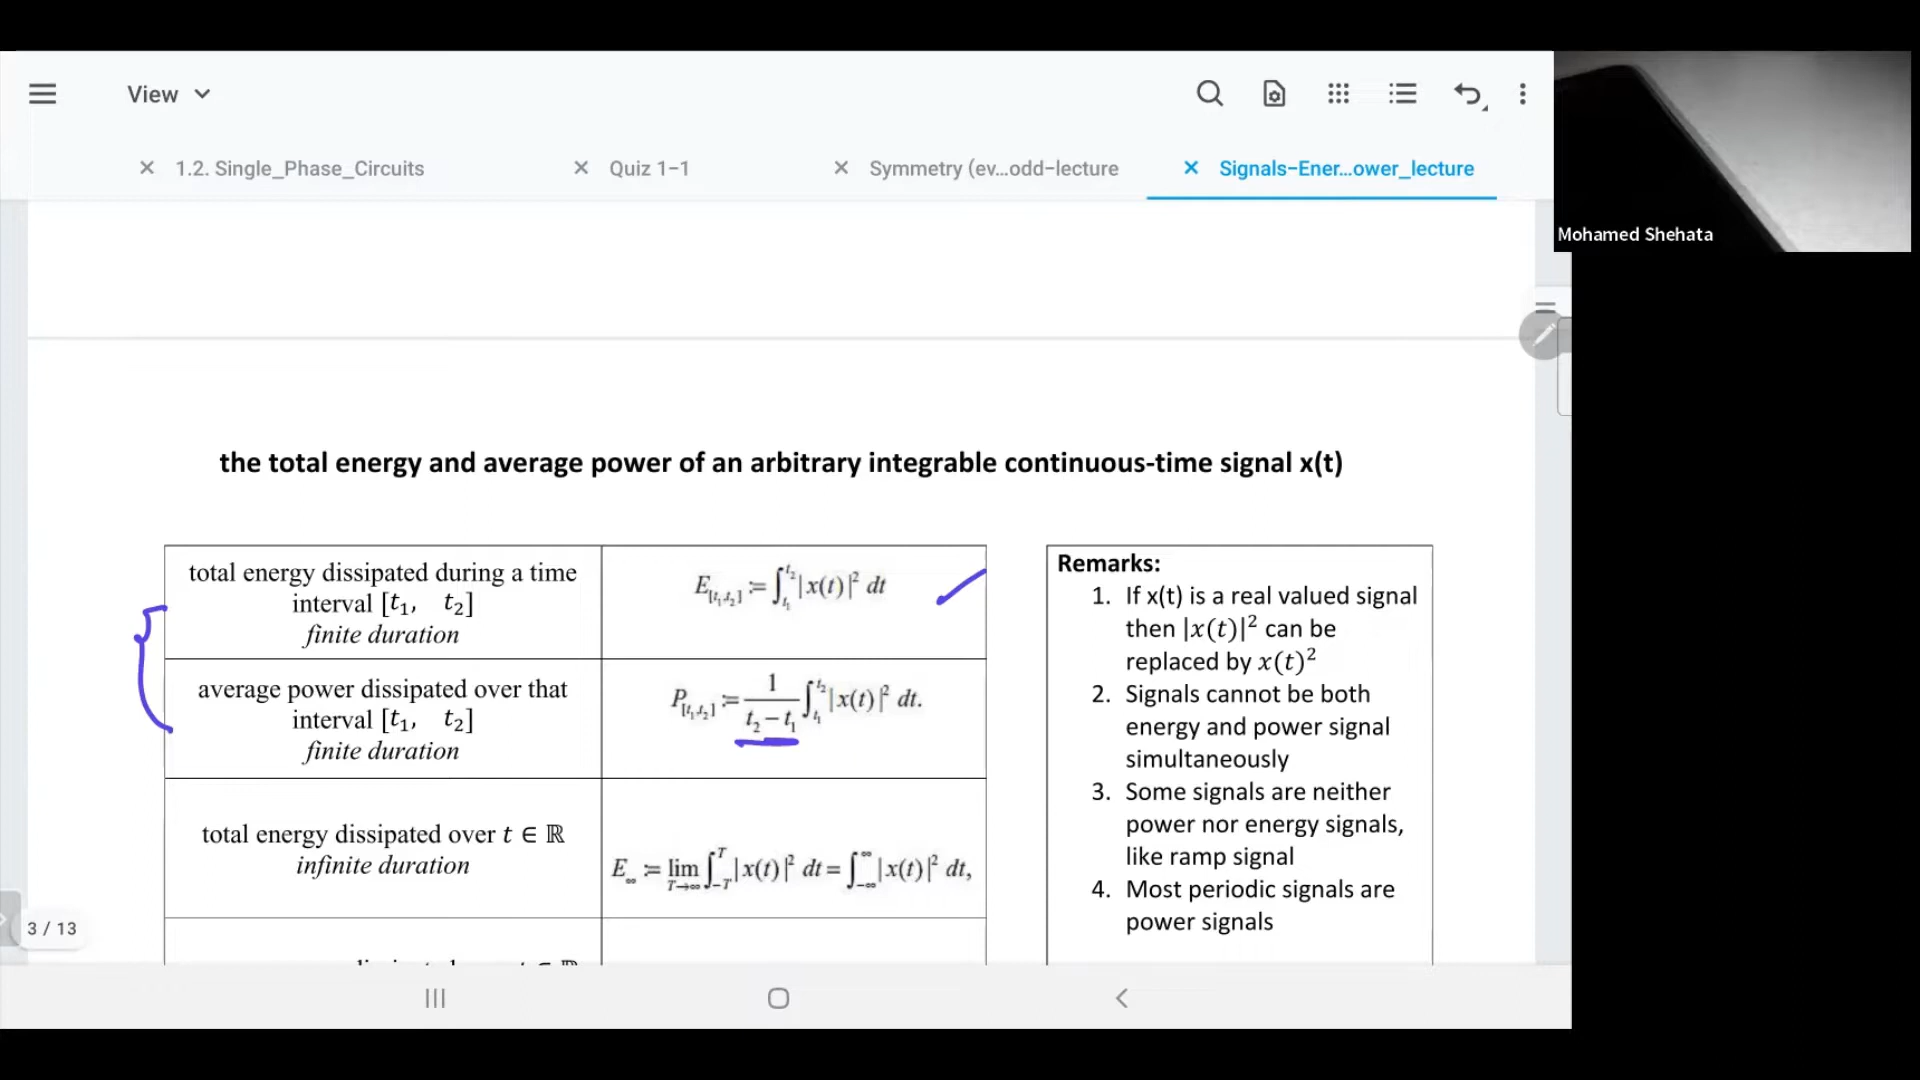 View
1.2. Single_Phase_Circuits
Quiz 1-1
Symmetry (ev...odd-lecture
Signals-Ener...ower_lecture
Mohamed Shehata
the total energy and average power of an arbitrary integrable continuous-time signal x(t)
total energy dissipated during a time
interval [t₁, t₂]
finite duration
E[t₁,t₂] := ∫_{t₁}^{t₂} |x(t)|² dt
average power dissipated over that
interval [t₁, t₂]
finite duration
P[t₁,t₂] := 1/(t₂ − t₁) ∫_{t₁}^{t₂} |x(t)|² dt.
total energy dissipated over t ∈ ℝ
infinite duration
E∞ := lim_{T→∞} ∫_{−T}^{T} |x(t)|² dt = ∫_{−∞}^{∞} |x(t)|² dt,
Remarks:
1. If x(t) is a real valued signal
then |x(t)|² can be
replaced by x(t)²
2. Signals cannot be both
energy and power signal
simultaneously
3. Some signals are neither
power nor energy signals,
like ramp signal
4. Most periodic signals are
power signals
3 / 13